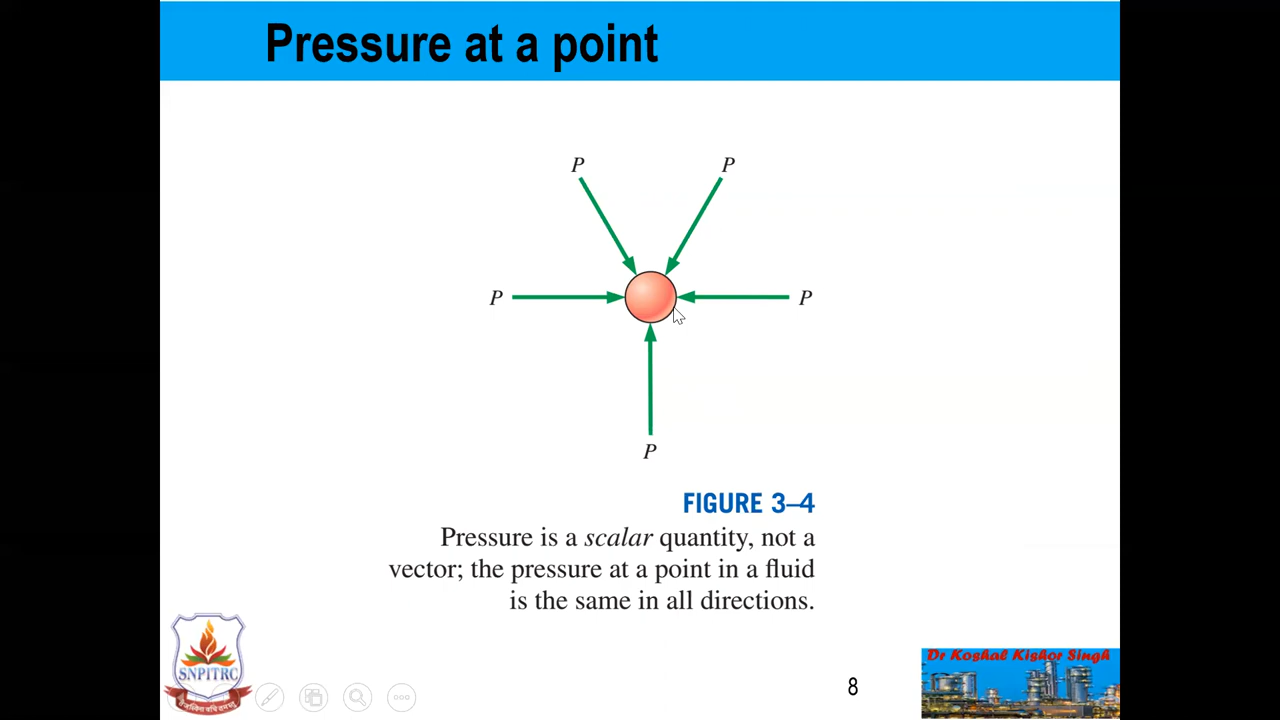 Pressure at a point
P
P
P
P
P
FIGURE 3–4
Pressure is a scalar quantity, not a
vector; the pressure at a point in a fluid
is the same in all directions.
SNPITRC
Dr Koshal Kishor Singh
8